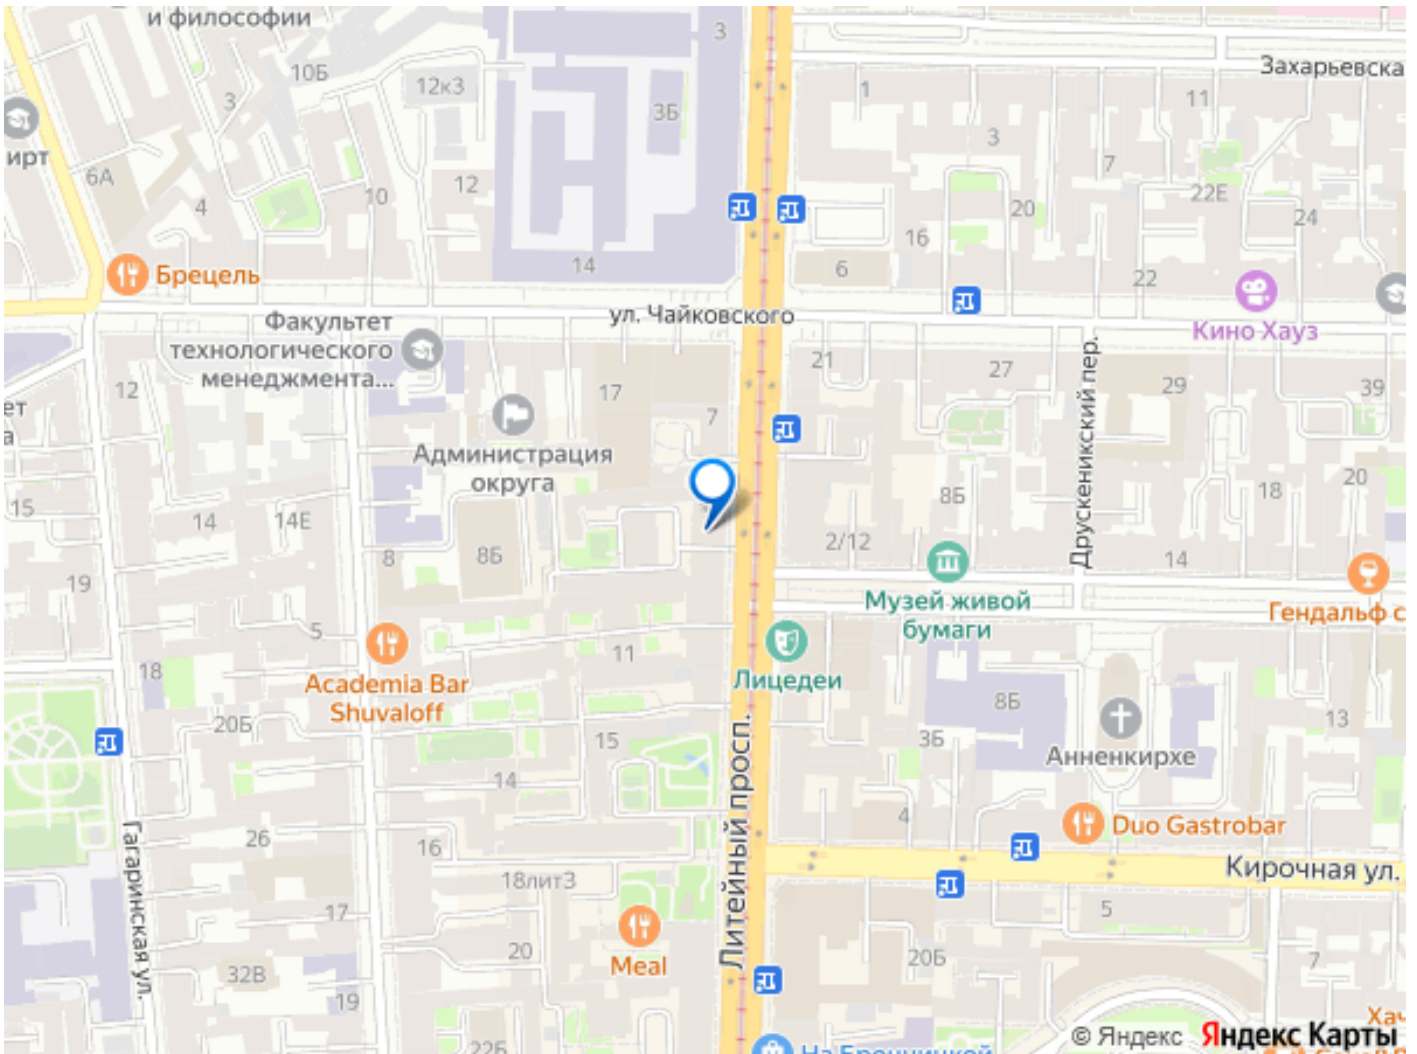 и философии
3
Захарьевска
10Б
12к3
1
11
3
3Б
3
ирт
7
6А
12
10
22Е
4
20
24
16
14
6
22
Брецель
ул. Чайковского
Факультет
технологического
менеджмента...
Кино Хауз
21
27
29
39
12
17
7
ет
а
Администрация
округа
Друскеникский пер.
15
14
14Е
8Б
18
20
8
8Б
2/12
14
19
Музей живой
бумаги
Гендальф с
5
11
Лицедеи
18
Academia Bar
Shuvaloff
20Б
8Б
13
15
3Б
Анненкирхе
14
4
Duo Gastrobar
26
16
Литейный просп.
Гагаринская ул.
Кирочная ул.
18лит3
17
5
20
Meal
20Б
7
32В
19
Хач
22Б
На Бронницкой
© Яндекс Яндекс Карты